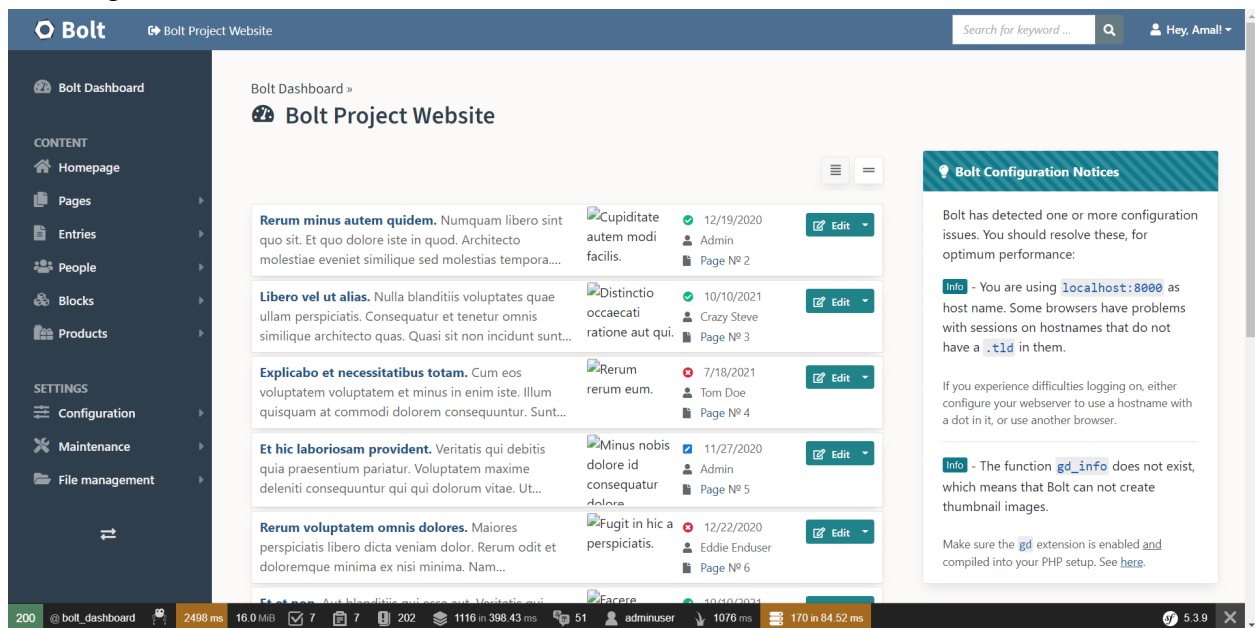 Bolt
Bolt Project Website
Search for keyword ...
Hey, Amal!
Bolt Dashboard
CONTENT
Homepage
Pages
Entries
People
Blocks
Products
SETTINGS
Configuration
Maintenance
File management
Bolt Dashboard »
Bolt Project Website
Rerum minus autem quidem. Numquam libero sint
quo sit. Et quo dolore iste in quod. Architecto
molestiae eveniet similique sed molestias tempora....
Cupiditate
autem modi
facilis.
12/19/2020
Admin
Page Nº 2
Edit
Libero vel ut alias. Nulla blanditiis voluptates quae
ullam perspiciatis. Consequatur et tenetur omnis
similique architecto quas. Quasi sit non incidunt sunt...
Distinctio
occaecati
ratione aut qui.
10/10/2021
Crazy Steve
Page Nº 3
Edit
Explicabo et necessitatibus totam. Cum eos
voluptatem voluptatem et minus in enim iste. Illum
quisquam at commodi dolorem consequuntur. Sunt...
Rerum
rerum eum.
7/18/2021
Tom Doe
Page Nº 4
Edit
Et hic laboriosam provident. Veritatis qui debitis
quia praesentium pariatur. Voluptatem maxime
deleniti consequuntur qui qui dolorum vitae. Ut...
Minus nobis
dolore id
consequatur
dolore
11/27/2020
Admin
Page Nº 5
Edit
Rerum voluptatem omnis dolores. Maiores
perspiciatis libero dicta veniam dolor. Rerum odit et
doloremque minima ex nisi minima. Nam...
Fugit in hic a
perspiciatis.
12/22/2020
Eddie Enduser
Page Nº 6
Edit
Et et non. Aut blanditiis qui esse aut. Veritatis qui
Facere
10/19/2021
Bolt Configuration Notices
Bolt has detected one or more configuration
issues. You should resolve these, for
optimum performance:
Info - You are using localhost:8000 as
host name. Some browsers have problems
with sessions on hostnames that do not
have a .tld in them.
If you experience difficulties logging on, either
configure your webserver to use a hostname with
a dot in it, or use another browser.
Info - The function gd_info does not exist,
which means that Bolt can not create
thumbnail images.
Make sure the gd extension is enabled and
compiled into your PHP setup. See here.
200 @ bolt_dashboard 2498 ms 16.0 MiB 7 7 202 1116 in 398.43 ms 51 adminuser 1076 ms 170 in 84.52 ms sf 5.3.9